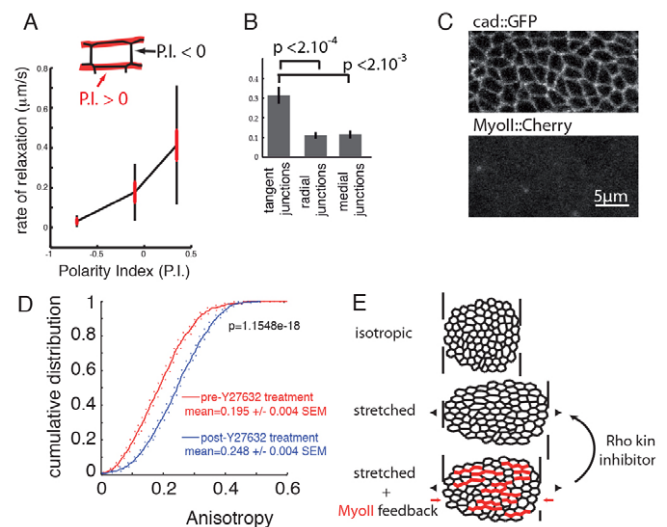 A
P.I. < 0
P.I. > 0
rate of relaxation (μm/s)
0.8
0.6
0.4
0.2
0
-1
-0.5
0
0.5
Polarity Index (P.I.)
B
p <2.10-4
p <2.10-3
0.4
0.3
0.2
0.1
0
tangent
junctions
radial
junctions
medial
junctions
C
cad::GFP
MyoII::Cherry
5μm
D
cumulative distribution
1
0.8
0.6
0.4
0.2
0
p=1.1548e-18
pre-Y27632 treatment
mean=0.195 +/- 0.004 SEM
post-Y27632 treatment
mean=0.248 +/- 0.004 SEM
0
0.2
0.4
0.6
Anisotropy
E
isotropic
stretched
stretched
+
MyoII feedback
Rho kin
inhibitor